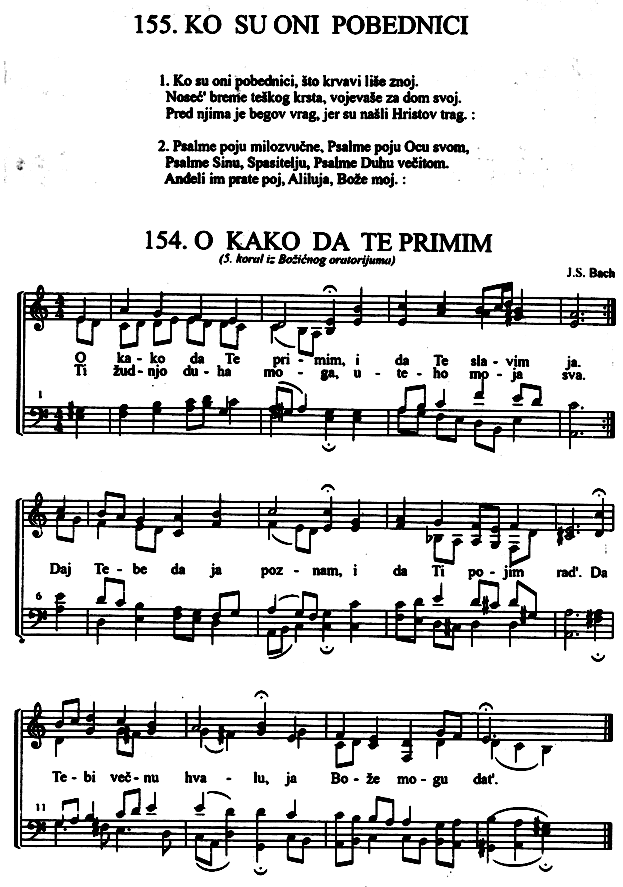 155. KO SU ONI POBEDNICI
1. Ko su oni pobednici, što krvavi liše znoj.
Noseć' breme teškog krsta, vojevaše za dom svoj.
Pred njima je begov vrag, jer su našli Hristov trag. :
2. Psalme poju milozvučne, Psalme poju Ocu svom,
Psalme Sinu, Spasitelju, Psalme Duhu večitom.
Anđeli im prate poj, Aliluja, Bože moj. :
154. O KAKO DA TE PRIMIM
(5. koral iz Božićnog oratorijuma)
J.S. Bach
O ka - ko da Te pri - mim, i da Te sla - vim ja.
Ti žud - njo du - ha mo - ga, u - te - ho mo - ja sva.
1
Daj Te - be da ja poz - nam, i da Ti po - jim rad'. Da
6
Te - bi več - nu hva - lu, ja Bo - že mo - gu dat'.
11